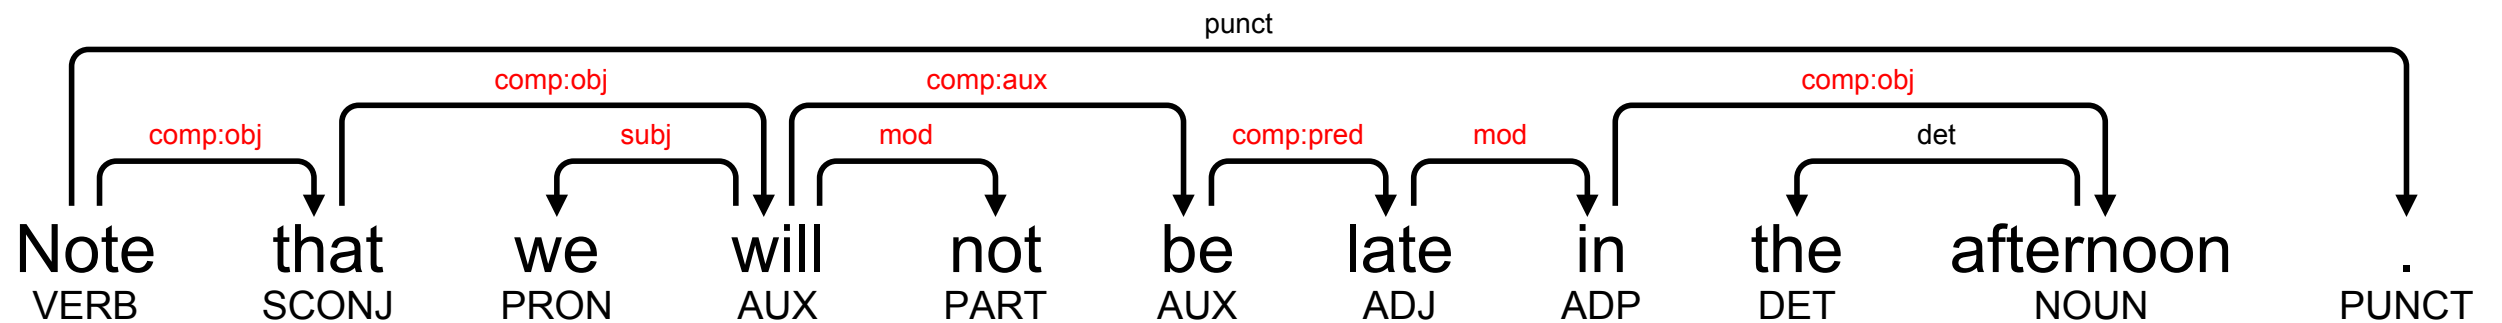 punct
comp:obj comp:aux comp:obj
comp:obj subj mod comp:pred mod det
Note that we will not be late in the afternoon .
VERB SCONJ PRON AUX PART AUX ADJ ADP DET NOUN PUNCT